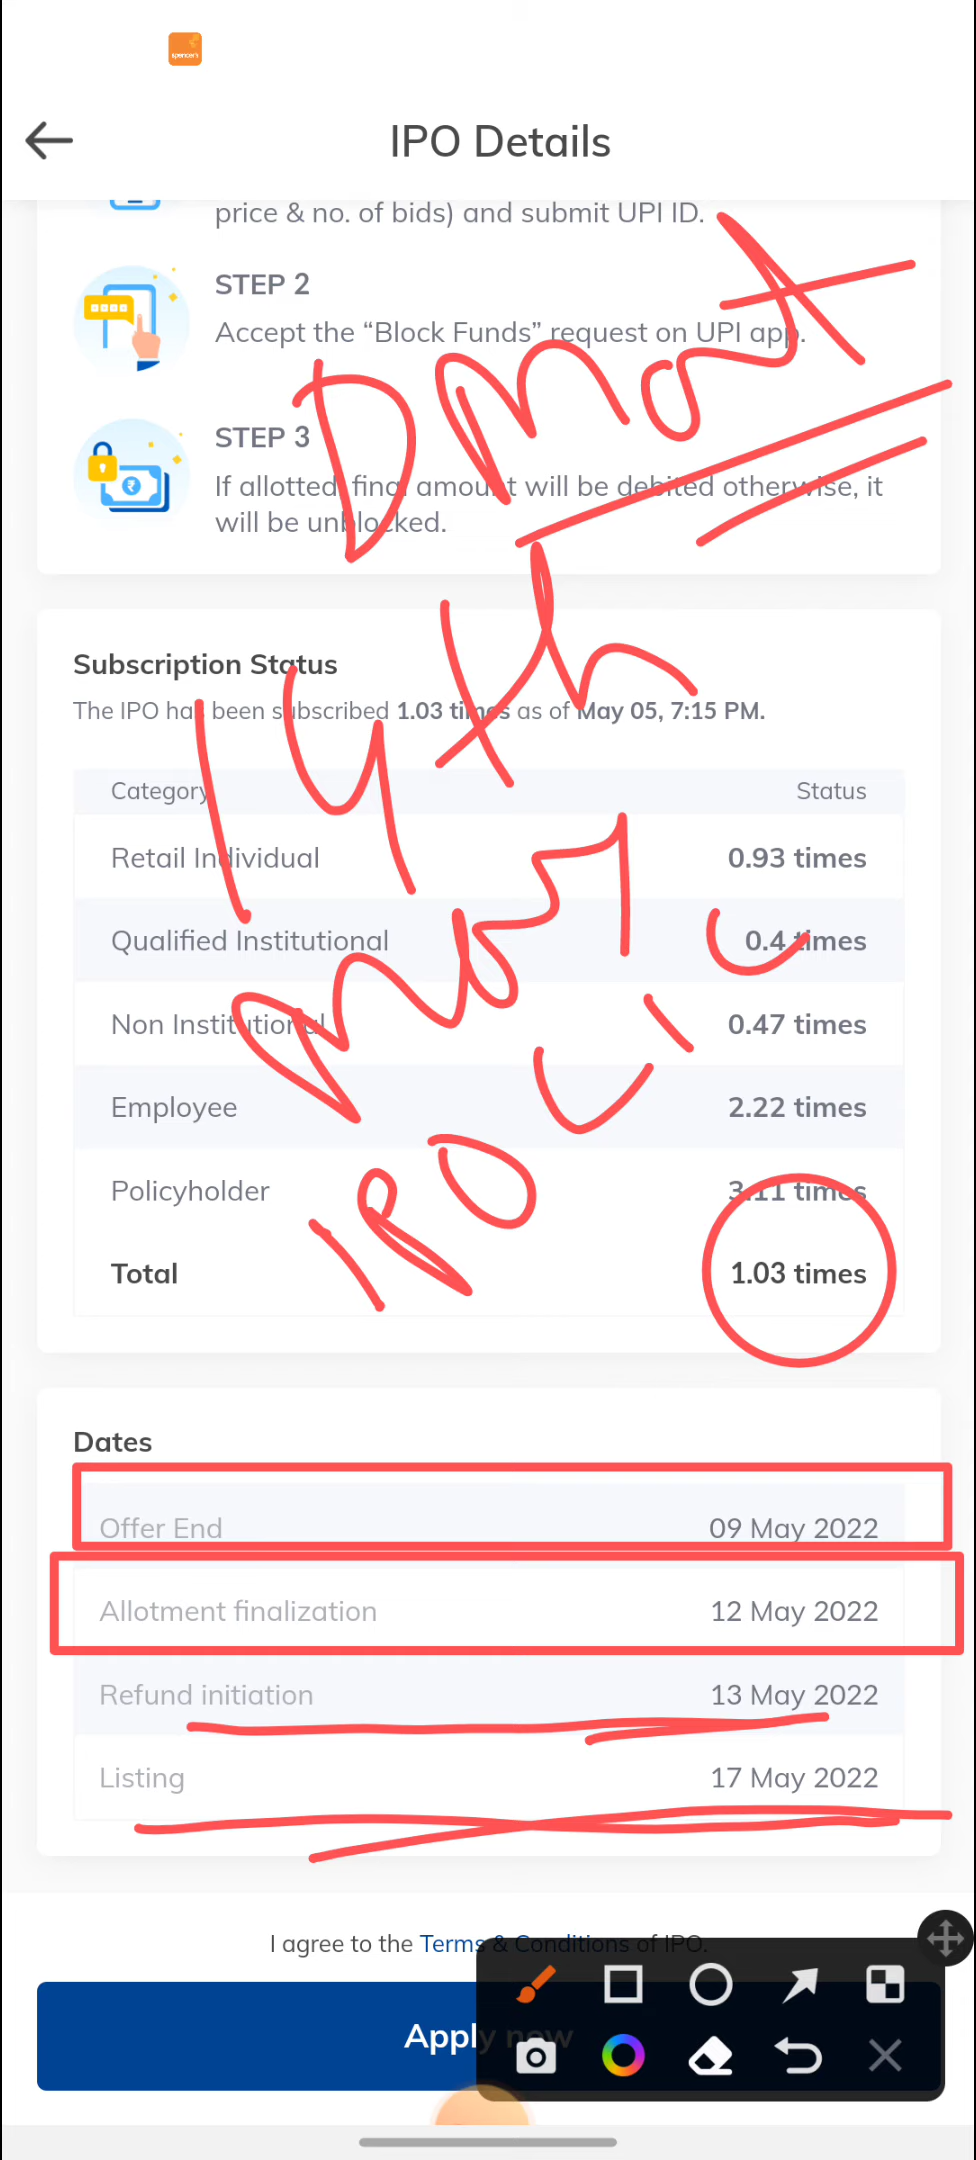 spencer's
IPO Details
price & no. of bids) and submit UPI ID.
STEP 2
Accept the “Block Funds” request on UPI app.
STEP 3
If allotted, final amount will be debited otherwise, it
will be unblocked.
DMat
14th
May
IPO LIC
Subscription Status
The IPO has been subscribed 1.03 times as of May 05, 7:15 PM.
Category Status
Retail Individual 0.93 times
Qualified Institutional 0.4 times
Non Institutional 0.47 times
Employee 2.22 times
Policyholder 3.11 times
Total 1.03 times
Dates
Offer End 09 May 2022
Allotment finalization 12 May 2022
Refund initiation 13 May 2022
Listing 17 May 2022
I agree to the Terms & Conditions of IPO.
Apply now